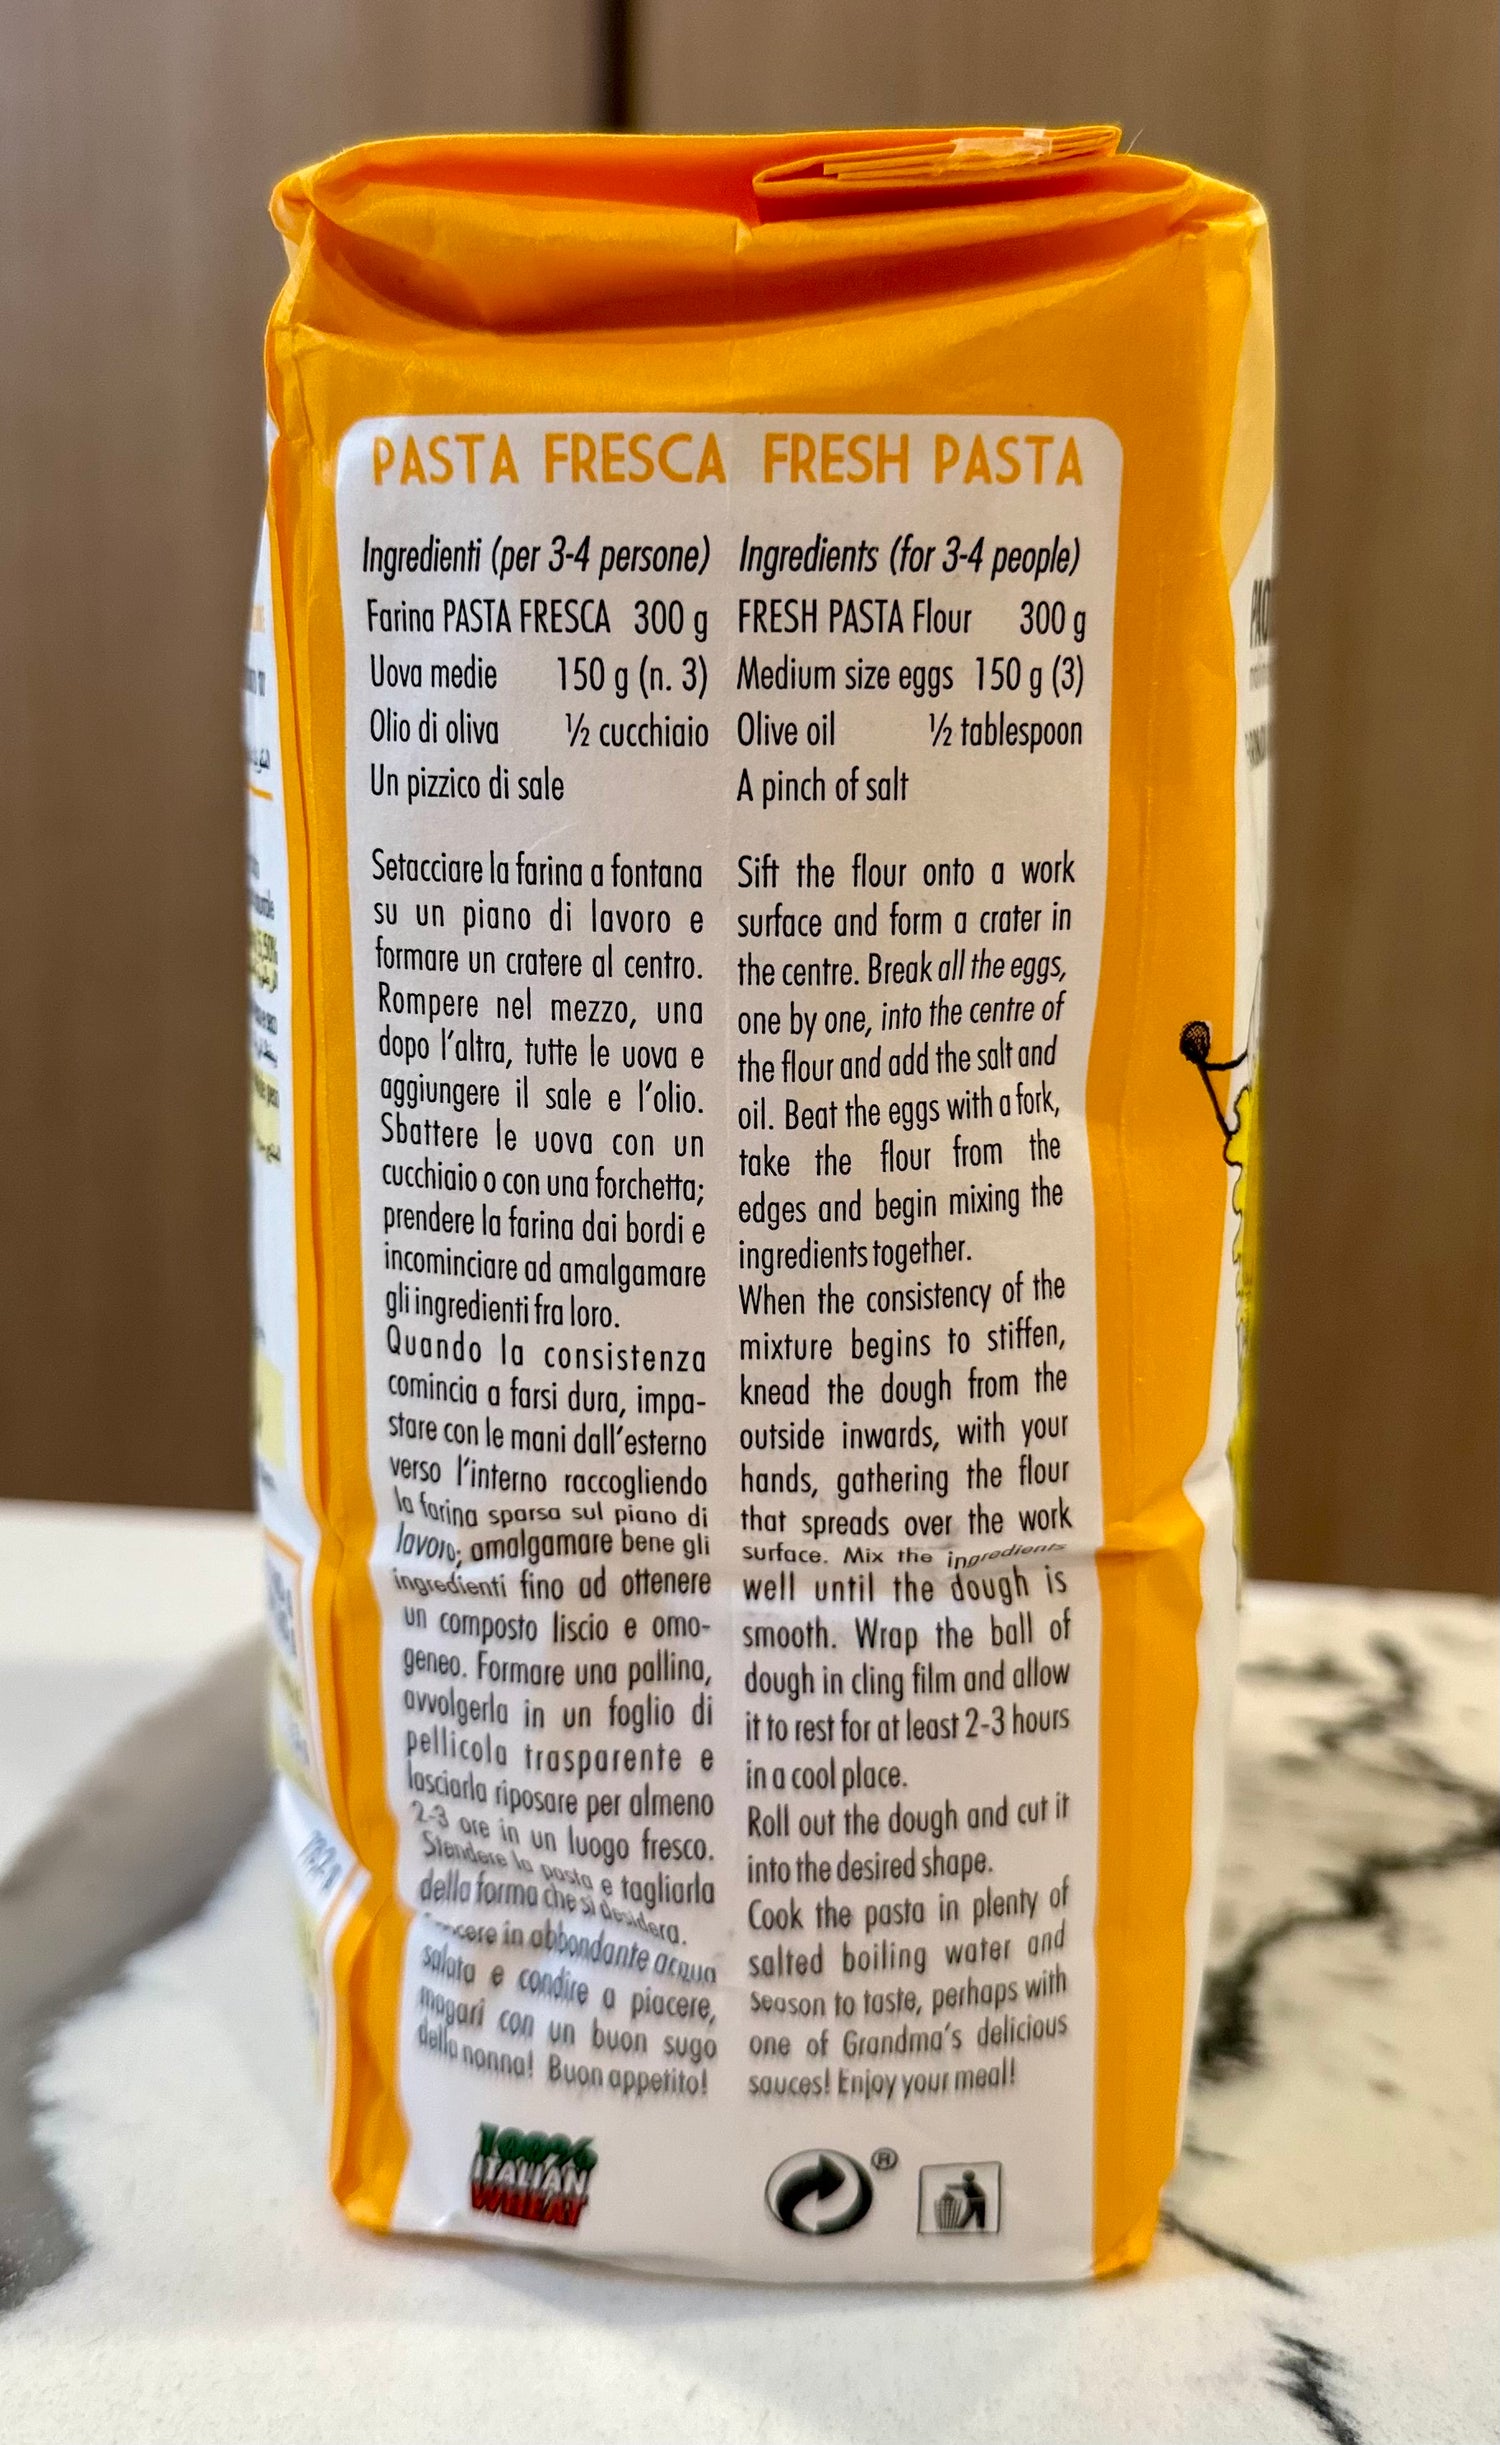 PASTA FRESCA
Ingredienti (per 3-4 persone)
Farina PASTA FRESCA 300 g
Uova medie 150 g (n. 3)
Olio di oliva ½ cucchiaio
Un pizzico di sale
Setacciare la farina a fontana
su un piano di lavoro e
formare un cratere al centro.
Rompere nel mezzo, una
dopo l'altra, tutte le uova e
aggiungere il sale e l'olio.
Sbattere le uova con un
cucchiaio o con una forchetta;
prendere la farina dai bordi e
incominciare ad amalgamare
gli ingredienti fra loro.
Quando la consistenza
comincia a farsi dura, impa-
stare con le mani dall'esterno
verso l'interno raccogliendo
la farina sparsa sul piano di
lavoro; amalgamare bene gli
ingredienti fino ad ottenere
un composto liscio e omo-
geneo. Formare una pallina,
avvolgerla in un foglio di
pellicola trasparente e
lasciarla riposare per almeno
2-3 ore in un luogo fresco.
Stendere la pasta e tagliarla
della forma che si desidera.
in abbondante acqua
salata e condire a piacere,
magari con un buon sugo
della nonna! Buon appetito!
100%
ITALIAN
WHEAT
FRESH PASTA
Ingredients (for 3-4 people)
FRESH PASTA Flour 300 g
Medium size eggs 150 g (3)
Olive oil ½ tablespoon
A pinch of salt
Sift the flour onto a work
surface and form a crater in
the centre. Break all the eggs,
one by one, into the centre of
the flour and add the salt and
oil. Beat the eggs with a fork,
take the flour from the
edges and begin mixing the
ingredients together.
When the consistency of the
mixture begins to stiffen,
knead the dough from the
outside inwards, with your
hands, gathering the flour
that spreads over the work
surface. Mix the ingredients
well until the dough is
smooth. Wrap the ball of
dough in cling film and allow
it to rest for at least 2-3 hours
in a cool place.
Roll out the dough and cut it
into the desired shape.
Cook the pasta in plenty of
salted boiling water and
season to taste, perhaps with
one of Grandma's delicious
sauces! Enjoy your meal!
®